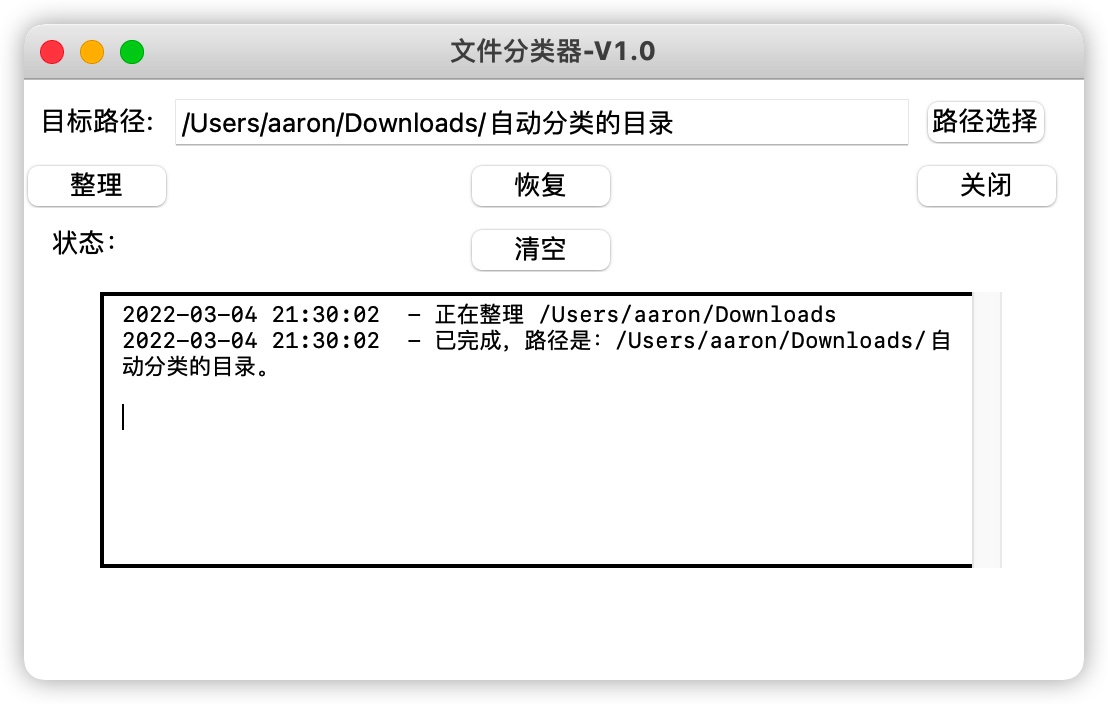 文件分类器-V1.0
目标路径: /Users/aaron/Downloads/自动分类的目录 路径选择
整理 恢复 关闭
状态: 清空
2022-03-04 21:30:02  - 正在整理 /Users/aaron/Downloads
2022-03-04 21:30:02  - 已完成，路径是：/Users/aaron/Downloads/自
动分类的目录。